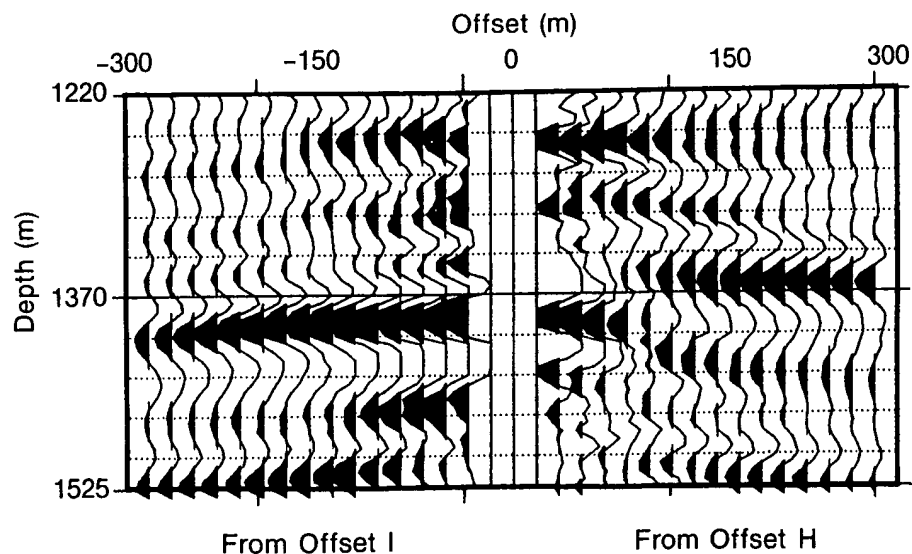 Offset (m)
-300 -150 0 150 300
1220
Depth (m)
1370
1525
From Offset I
From Offset H